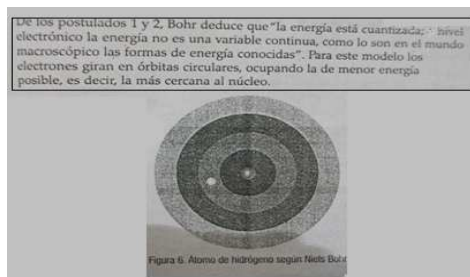 De los postulados 1 y 2, Bohr deduce que "la energía está cuantizada; nivel
electrónico la energía no es una variable continua, como lo son en el mundo
macroscópico las formas de energía conocidas". Para este modelo los
electrones giran en órbitas circulares, ocupando la de menor energía
posible, es decir, la más cercana al núcleo.
Figura 6. Átomo de hidrógeno según Niels Bohr